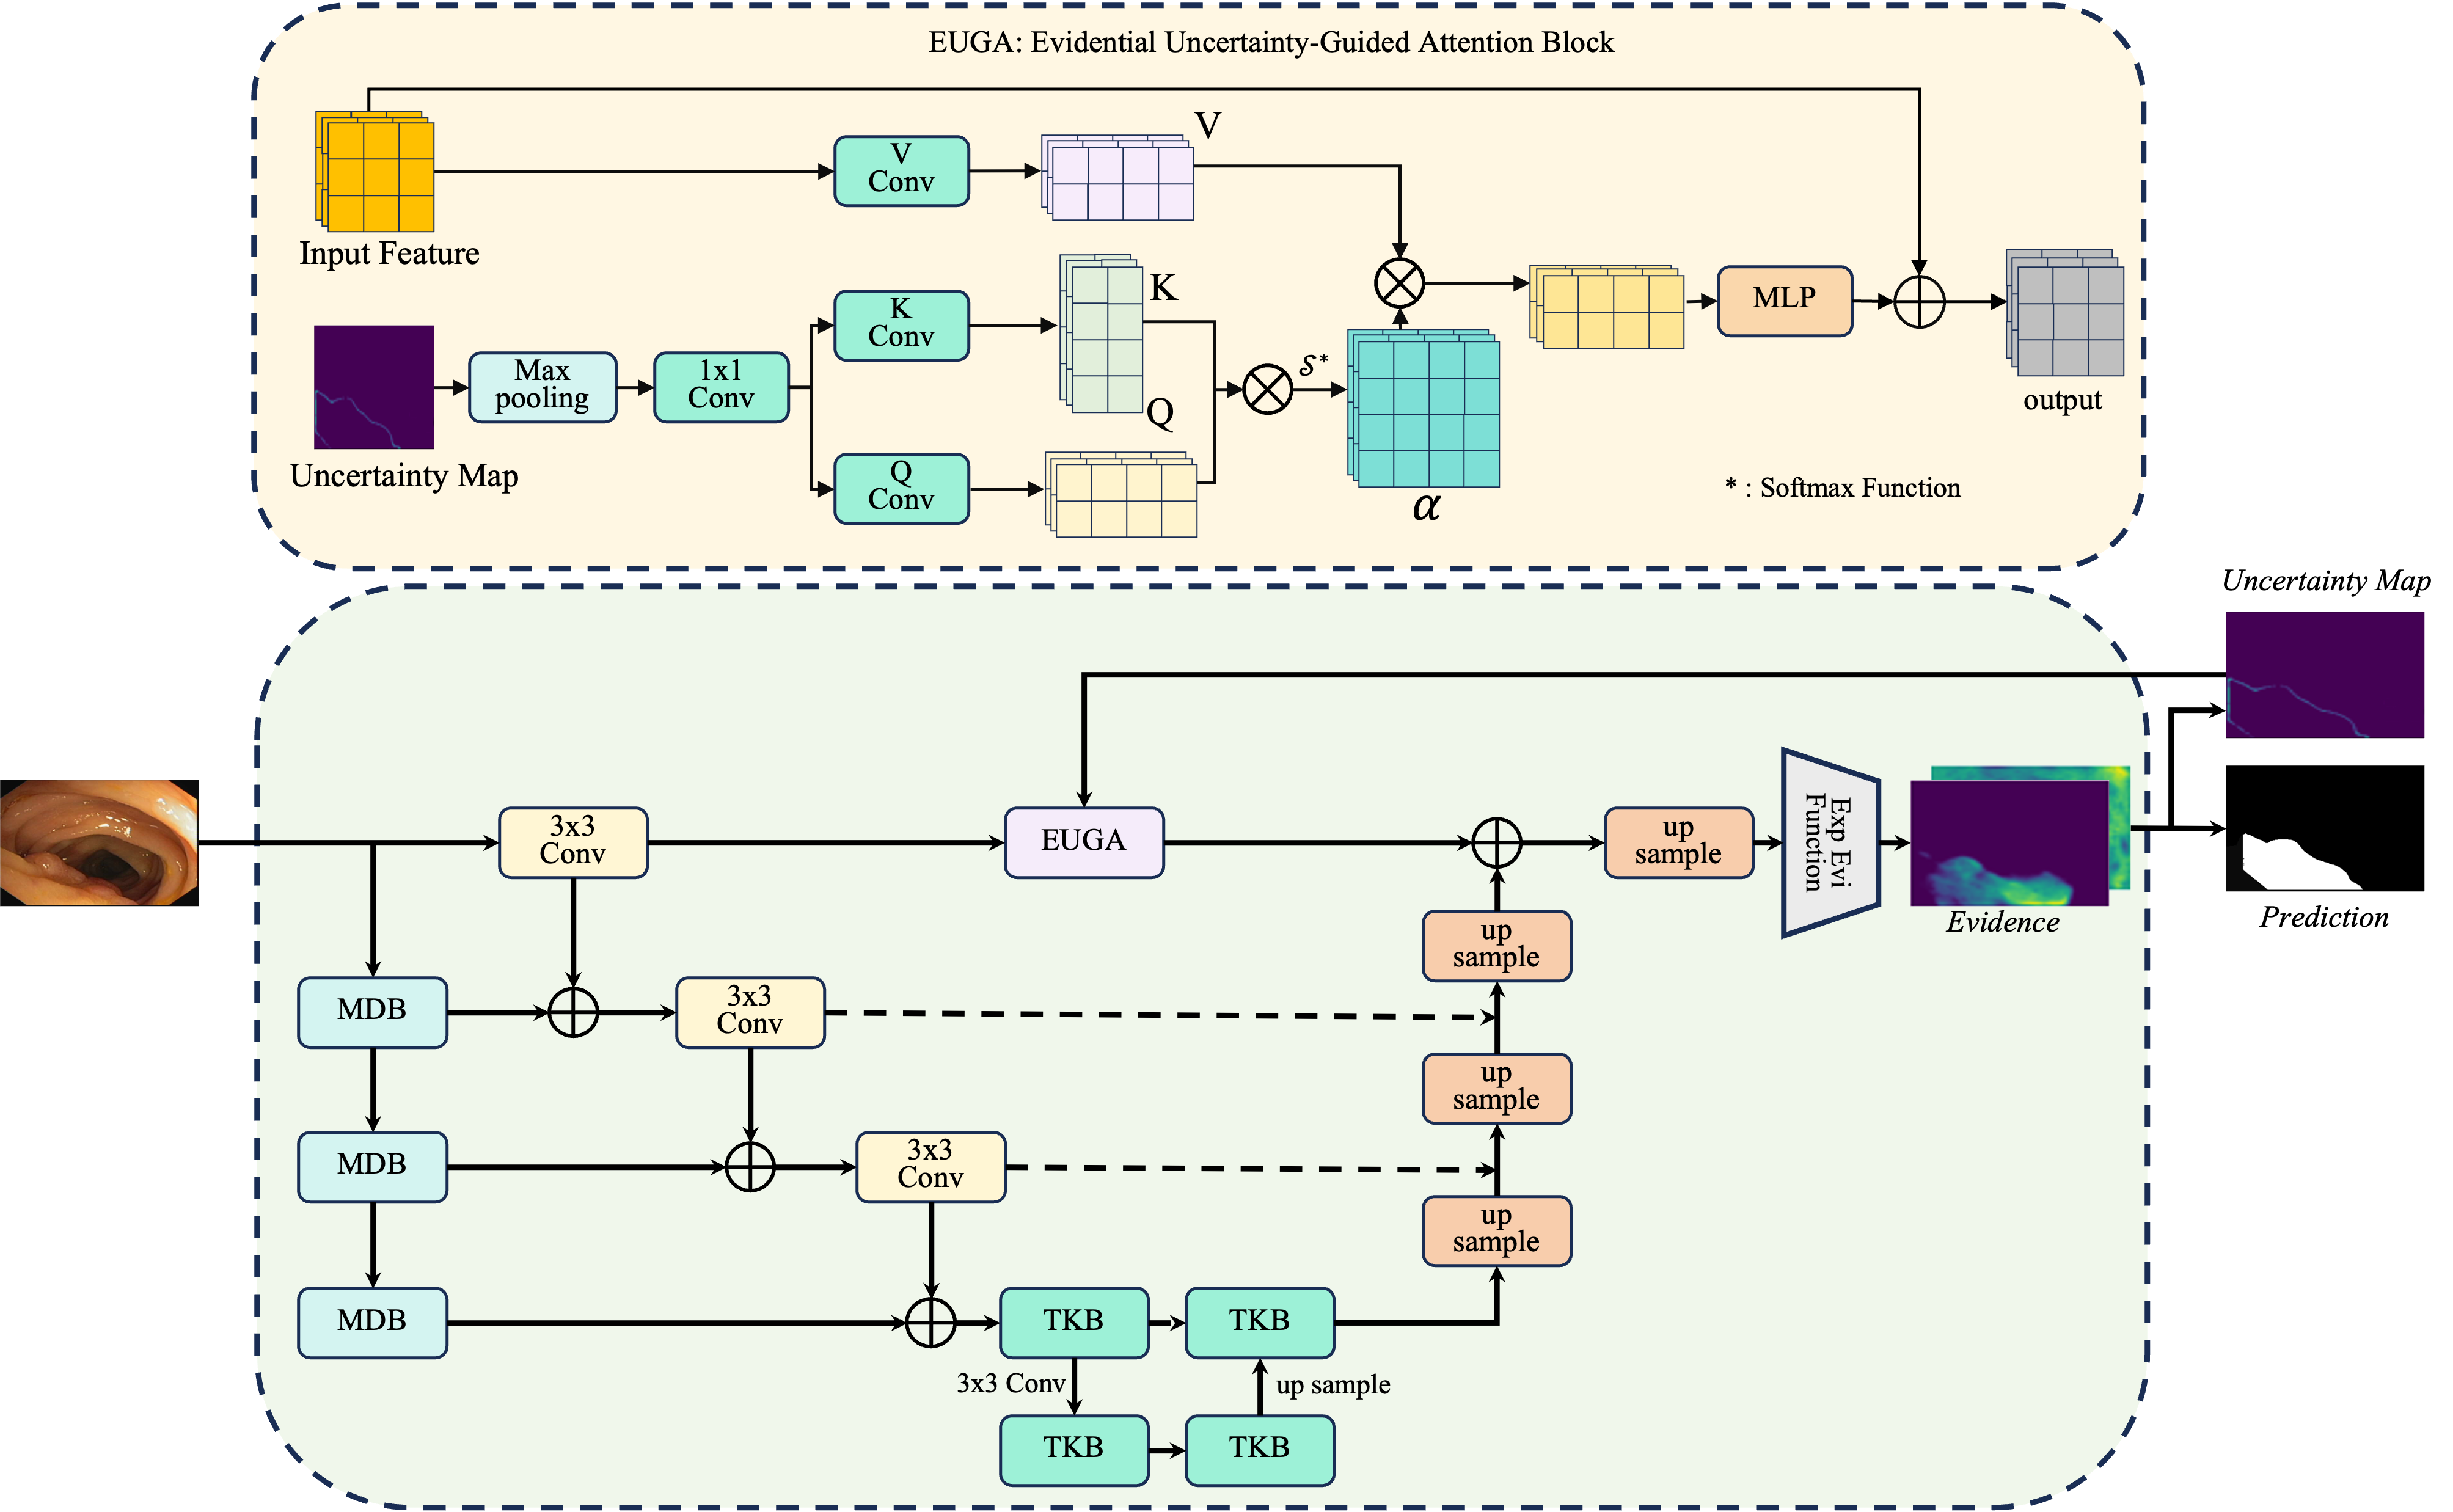 EUGA: Evidential Uncertainty-Guided Attention Block
V
Conv
V
Input Feature
K
Conv
K
Max
pooling
1x1
Conv
S*
MLP
output
Q
Uncertainty Map
Q
Conv
α
* : Softmax Function
Uncertainty Map
3x3
Conv
EUGA
up
sample
Exp Evi
Function
Evidence
Prediction
up
sample
MDB
3x3
Conv
up
sample
MDB
3x3
Conv
up
sample
MDB
TKB
TKB
3x3 Conv
up sample
TKB
TKB